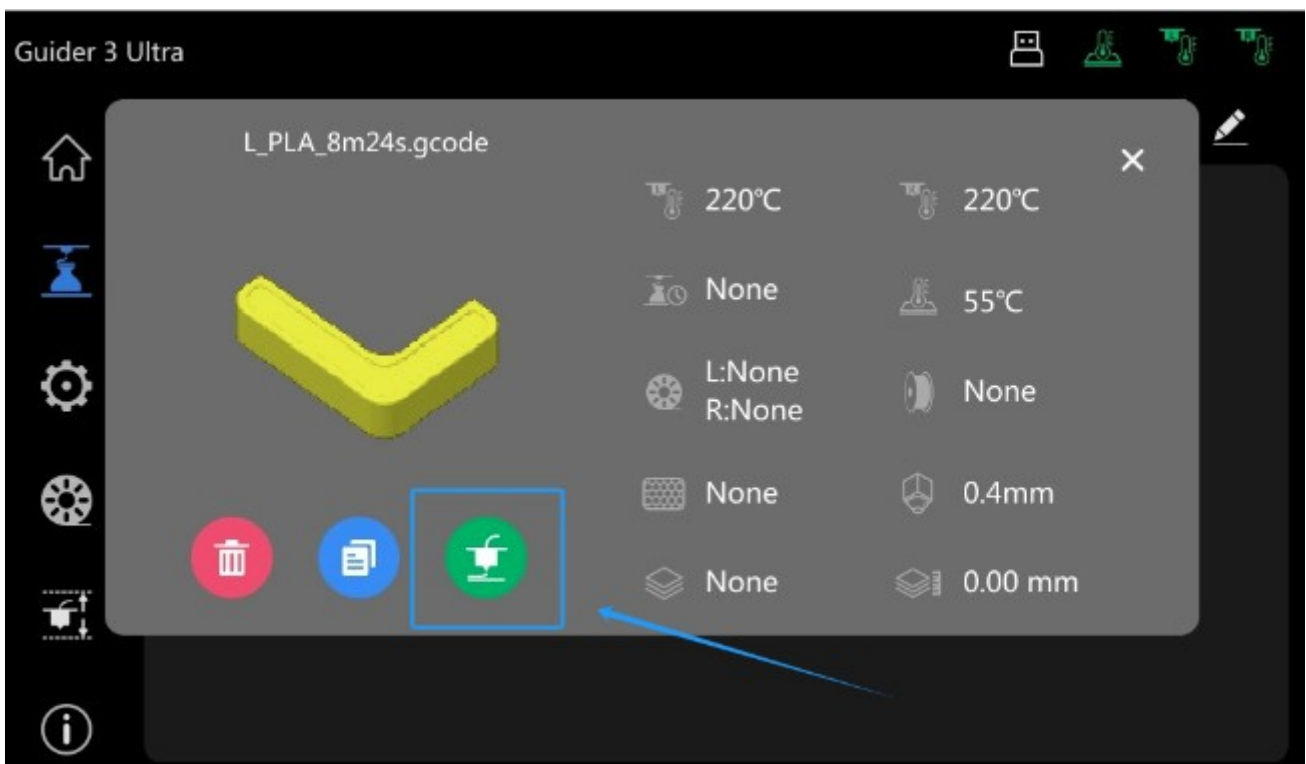 Guider 3 Ultra
L_PLA_8m24s.gcode
220℃
220℃
None
55℃
L:None
R:None
None
None
0.4mm
None
0.00 mm